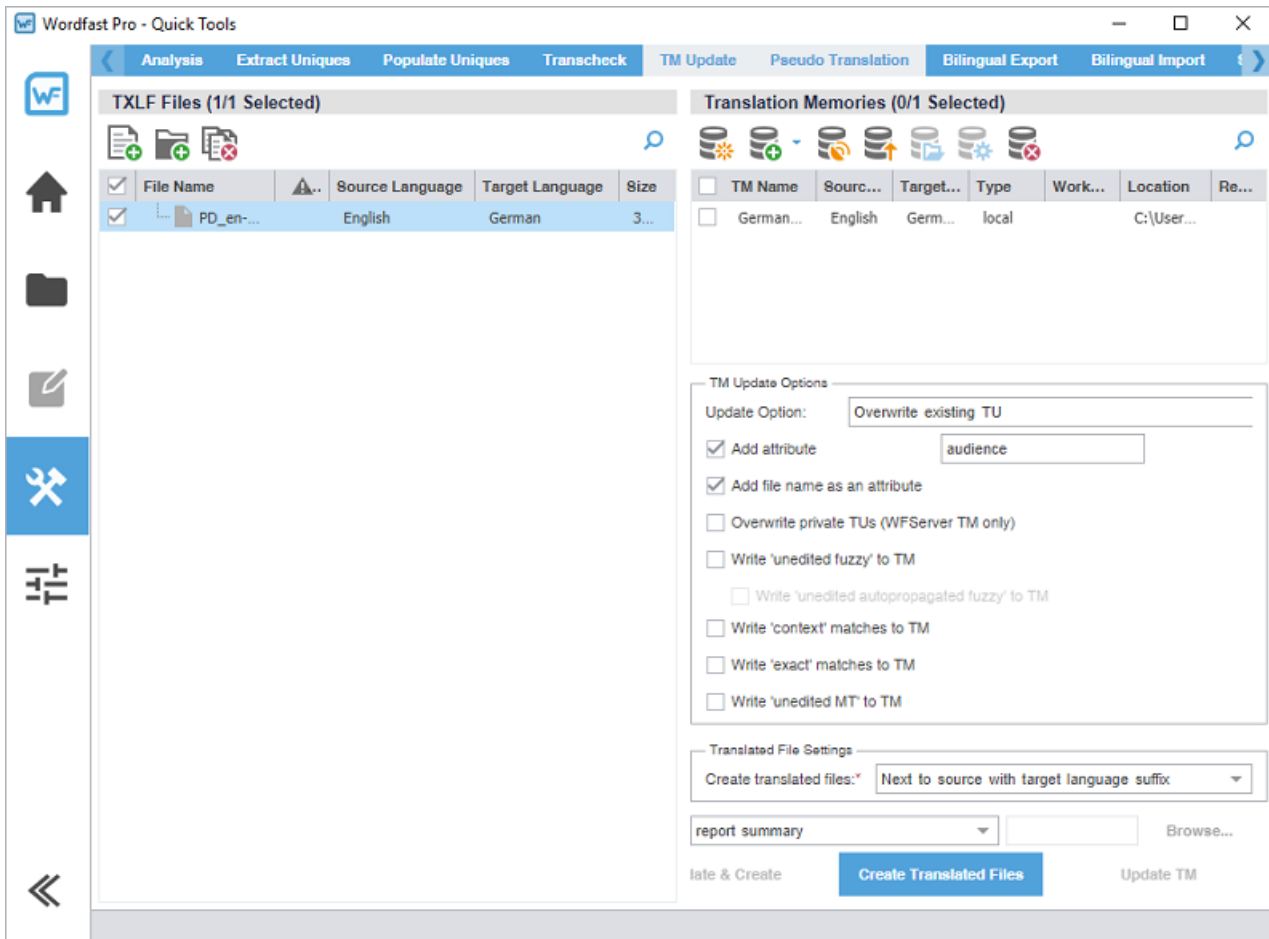 Wordfast Pro - Quick Tools
Analysis Extract Uniques Populate Uniques Transcheck TM Update Pseudo Translation Bilingual Export Bilingual Import
TXLF Files (1/1 Selected)
File Name Source Language Target Language Size
PD_en-... English German 3...
Translation Memories (0/1 Selected)
TM Name Sourc... Target... Type Work... Location Re...
German... English Germ... local C:\User...
TM Update Options
Update Option: Overwrite existing TU
Add attribute audience
Add file name as an attribute
Overwrite private TUs (WFServer TM only)
Write 'unedited fuzzy' to TM
Write 'unedited autopropagated fuzzy' to TM
Write 'context' matches to TM
Write 'exact' matches to TM
Write 'unedited MT' to TM
Translated File Settings
Create translated files:* Next to source with target language suffix
report summary Browse...
late & Create Create Translated Files Update TM